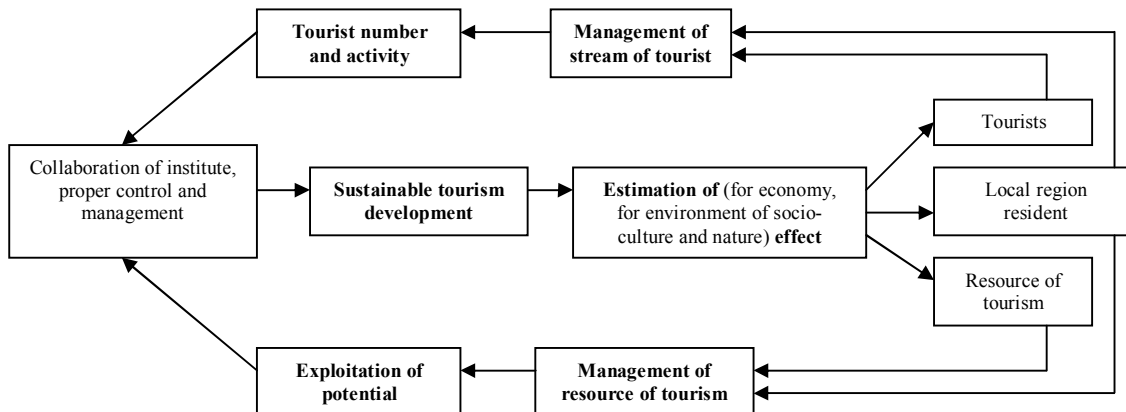 Tourist number
and activity
Management of
stream of tourist
Tourists
Collaboration of institute,
proper control and
management
Sustainable tourism
development
Estimation of (for economy,
for environment of socio-
culture and nature) effect
Local region
resident
Resource of
tourism
Exploitation of
potential
Management of
resource of tourism